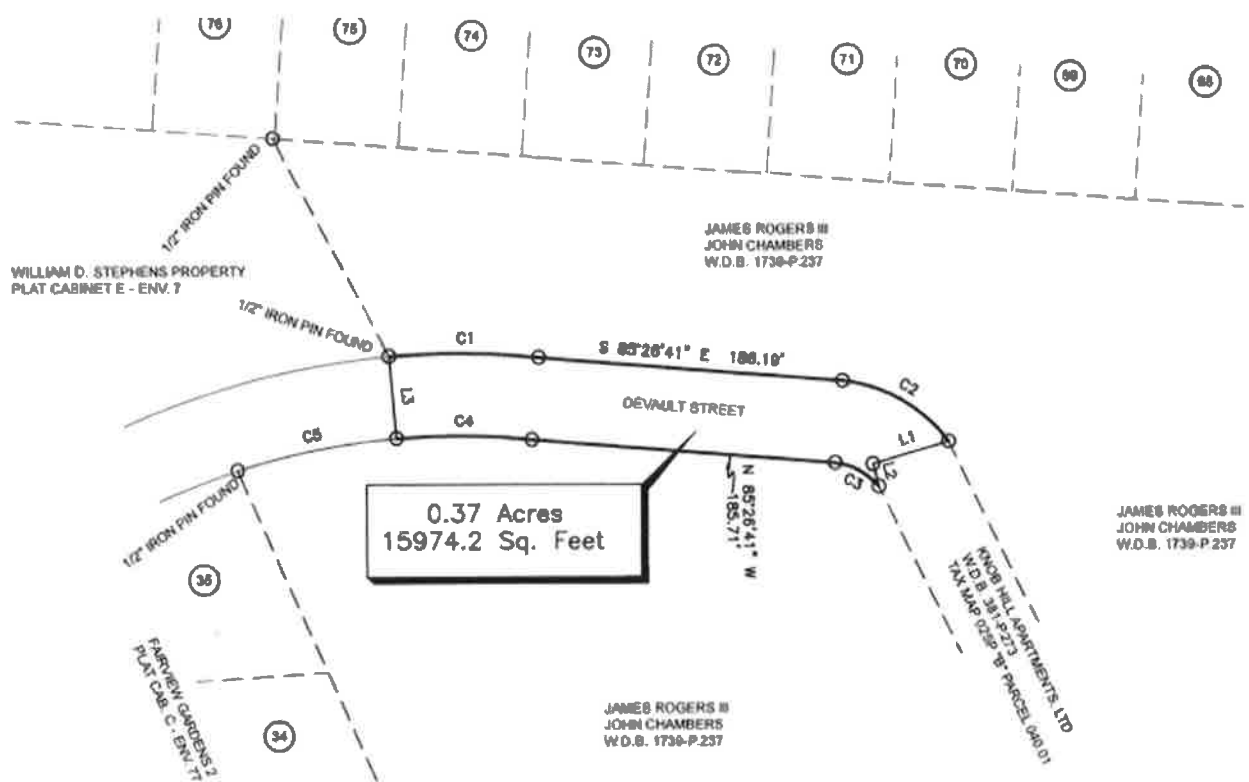 76
75
74
73
72
71
70
69
68
1/2" IRON PIN FOUND
JAMES ROGERS III
JOHN CHAMBERS
W.D.B. 1739-P.237
WILLIAM D. STEPHENS PROPERTY
PLAT CABINET E - ENV. 7
1/2" IRON PIN FOUND
C1
S 85°26'41" E 186.19'
C2
L3
DEVAULT STREET
L1
C5
C4
L2
C3
1/2" IRON PIN FOUND
0.37 Acres
15974.2 Sq. Feet
N 85°26'41" W
185.71'
JAMES ROGERS III
JOHN CHAMBERS
W.D.B. 1739-P.237
KNOB HILL APARTMENTS, LTD
W.D.B. 381-P.273
TAX MAP 025P "B" PARCEL 040.01
35
FAIRVIEW GARDENS 2
PLAT CAB. C - ENV. 77
34
JAMES ROGERS III
JOHN CHAMBERS
W.D.B. 1739-P.237